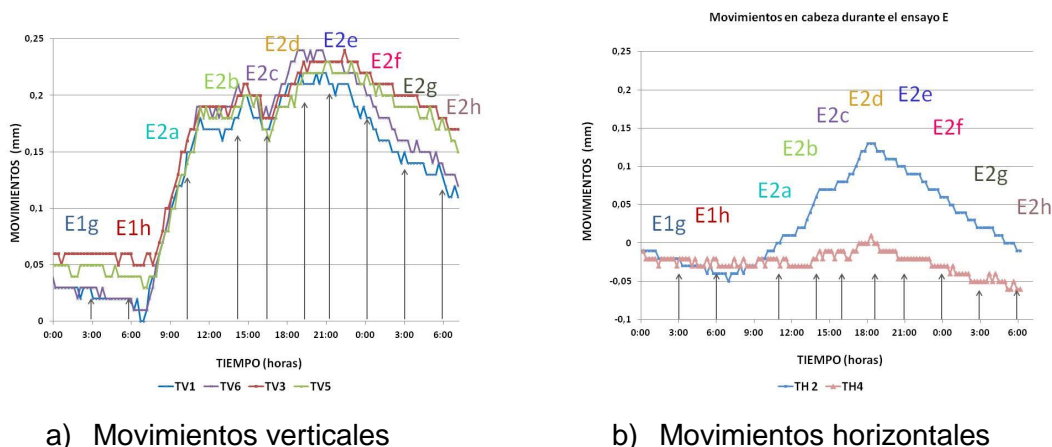 0,25
0,2
0,15
0,1
0,05
0
MOVIMIENTOS (mm)
E1g
E1h
E2a
E2b
E2c
E2d
E2e
E2f
E2g
E2h
0:00 3:00 6:00 9:00 12:00 15:00 18:00 21:00 0:00 3:00 6:00
TIEMPO (horas)
TV1 TV6 TV3 TV5
a) Movimientos verticales
Movimientos en cabeza durante el ensayo E
0,25
0,2
0,15
0,1
0,05
0
-0,05
-0,1
MOVIMIENTOS (mm)
E1g
E1h
E2a
E2b
E2c
E2d
E2e
E2f
E2g
E2h
0:00 3:00 6:00 9:00 12:00 15:00 18:00 21:00 0:00 3:00 6:00
TIEMPO (horas)
TH 2 TH4
b) Movimientos horizontales